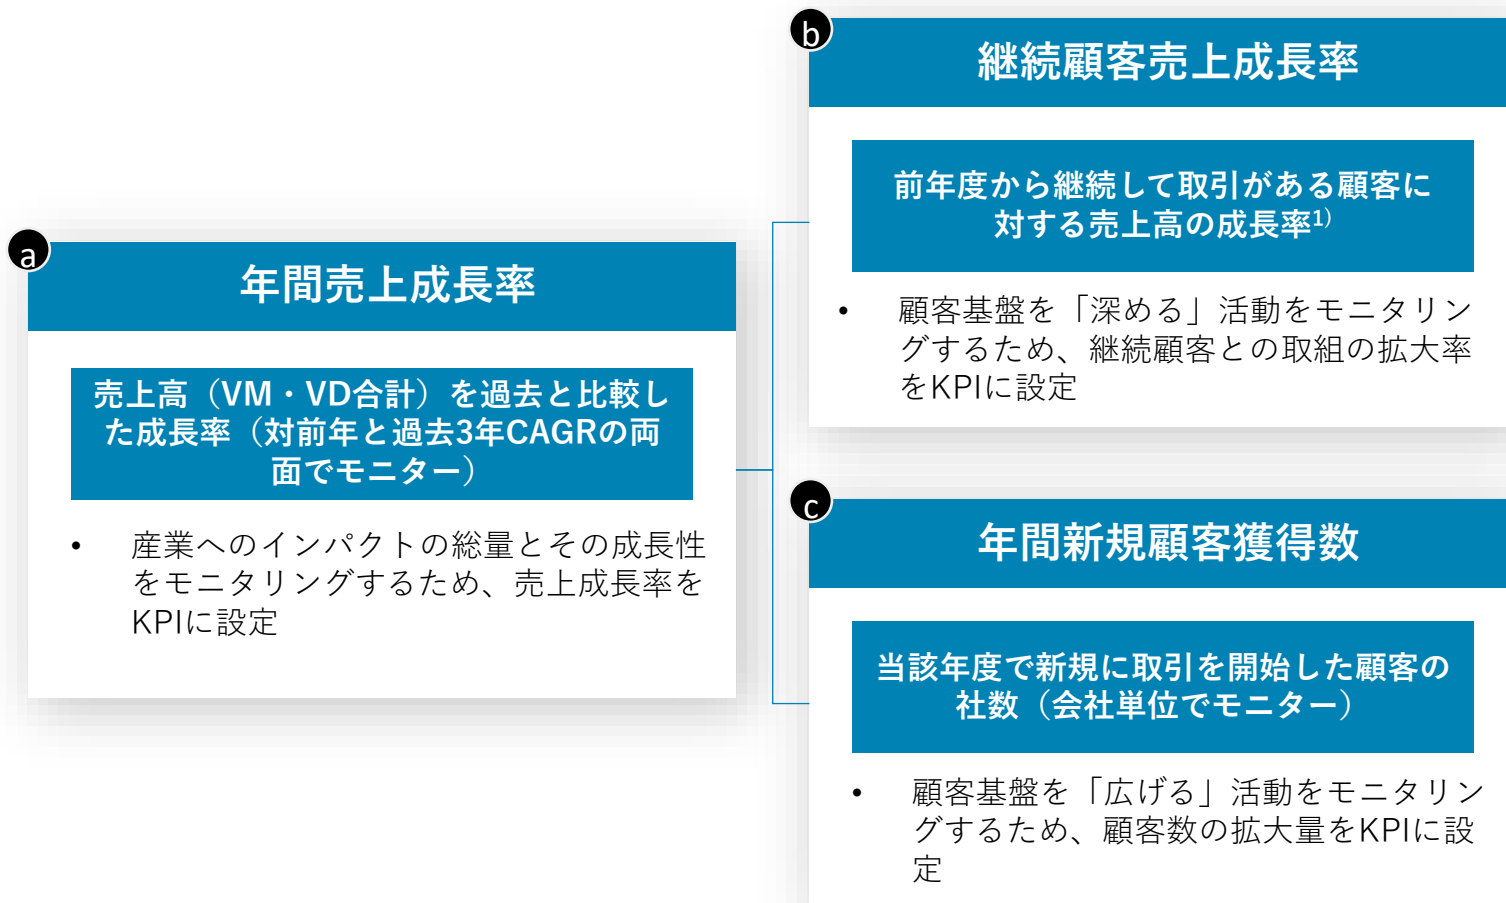 a
年間売上成長率
売上高（VM・VD合計）を過去と比較し
た成長率（対前年と過去3年CAGRの両
面でモニター）
• 産業へのインパクトの総量とその成長性
をモニタリングするため、売上成長率を
KPIに設定
b
継続顧客売上成長率
前年度から継続して取引がある顧客に
対する売上高の成長率1)
• 顧客基盤を「深める」活動をモニタリン
グするため、継続顧客との取組の拡大率
をKPIに設定
c
年間新規顧客獲得数
当該年度で新規に取引を開始した顧客の
社数（会社単位でモニター）
• 顧客基盤を「広げる」活動をモニタリン
グするため、顧客数の拡大量をKPIに設
定